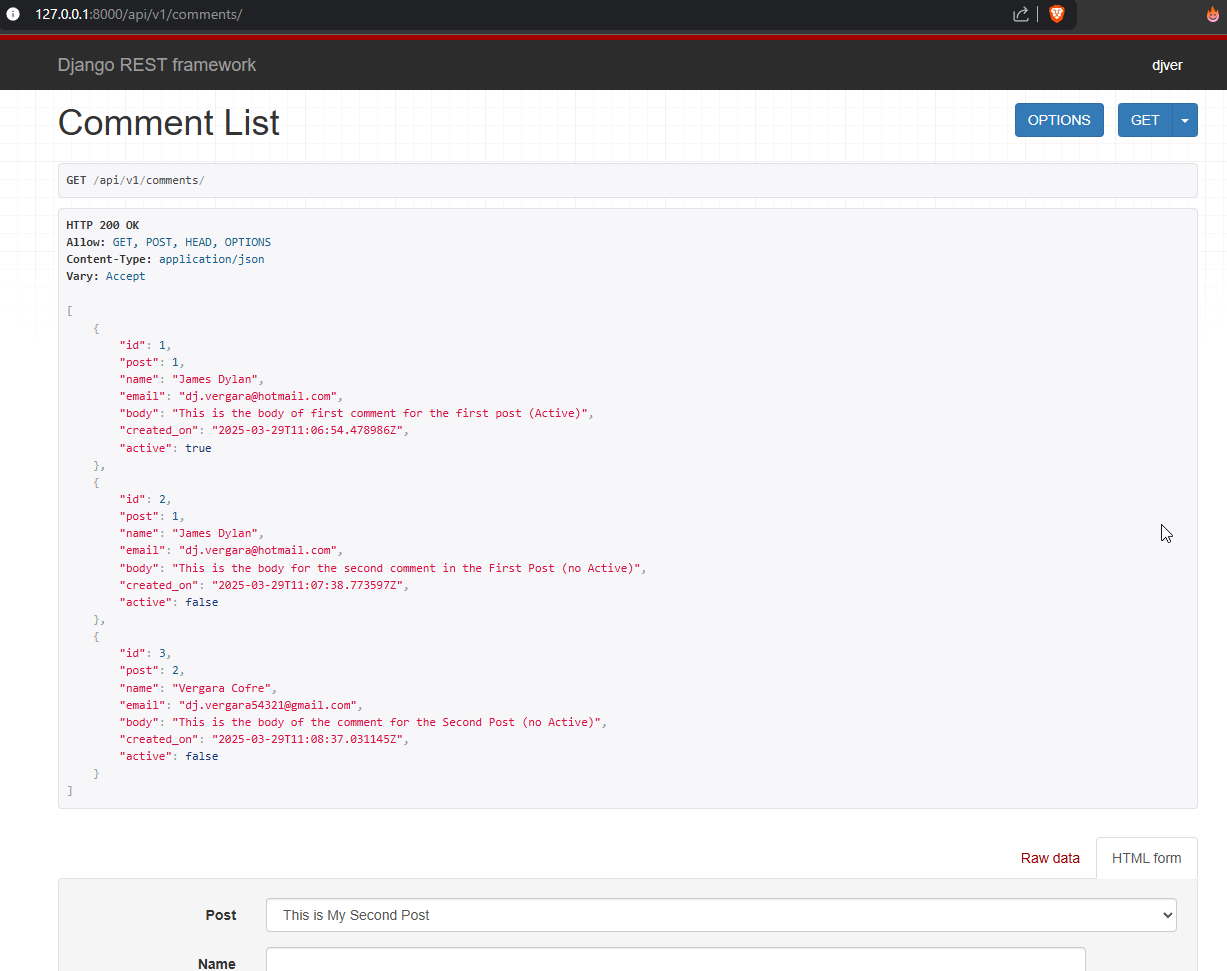 127.0.0.1:8000/api/v1/comments/
Django REST framework
djver
Comment List
OPTIONS
GET
GET /api/v1/comments/
HTTP 200 OK
Allow: GET, POST, HEAD, OPTIONS
Content-Type: application/json
Vary: Accept
[
    {
        "id": 1,
        "post": 1,
        "name": "James Dylan",
        "email": "dj.vergara@hotmail.com",
        "body": "This is the body of first comment for the first post (Active)",
        "created_on": "2025-03-29T11:06:54.478986Z",
        "active": true
    },
    {
        "id": 2,
        "post": 1,
        "name": "James Dylan",
        "email": "dj.vergara@hotmail.com",
        "body": "This is the body for the second comment in the First Post (no Active)",
        "created_on": "2025-03-29T11:07:38.773597Z",
        "active": false
    },
    {
        "id": 3,
        "post": 2,
        "name": "Vergara Cofre",
        "email": "dj.vergara54321@gmail.com",
        "body": "This is the body of the comment for the Second Post (no Active)",
        "created_on": "2025-03-29T11:08:37.031145Z",
        "active": false
    }
]
Raw data
HTML form
Post
This is My Second Post
Name